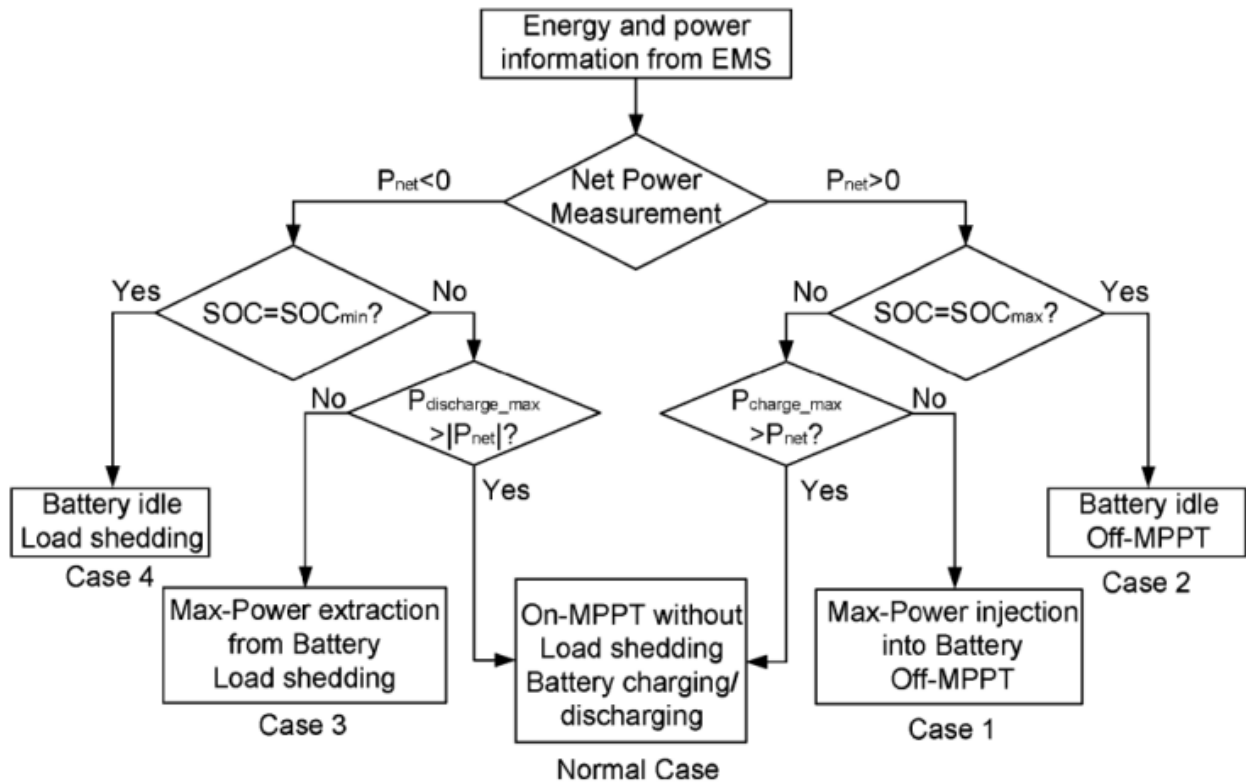 Energy and power
information from EMS
Pnet<0
Net Power
Measurement
Pnet>0
Yes
SOC=SOCmin?
No
No
SOC=SOCmax?
Yes
No
Pdischarge_max
>|Pnet|?
Yes
Pcharge_max
>Pnet?
No
Yes
Battery idle
Load shedding
Case 4
Max-Power extraction
from Battery
Load shedding
Case 3
On-MPPT without
Load shedding
Battery charging/
discharging
Normal Case
Max-Power injection
into Battery
Off-MPPT
Case 1
Battery idle
Off-MPPT
Case 2